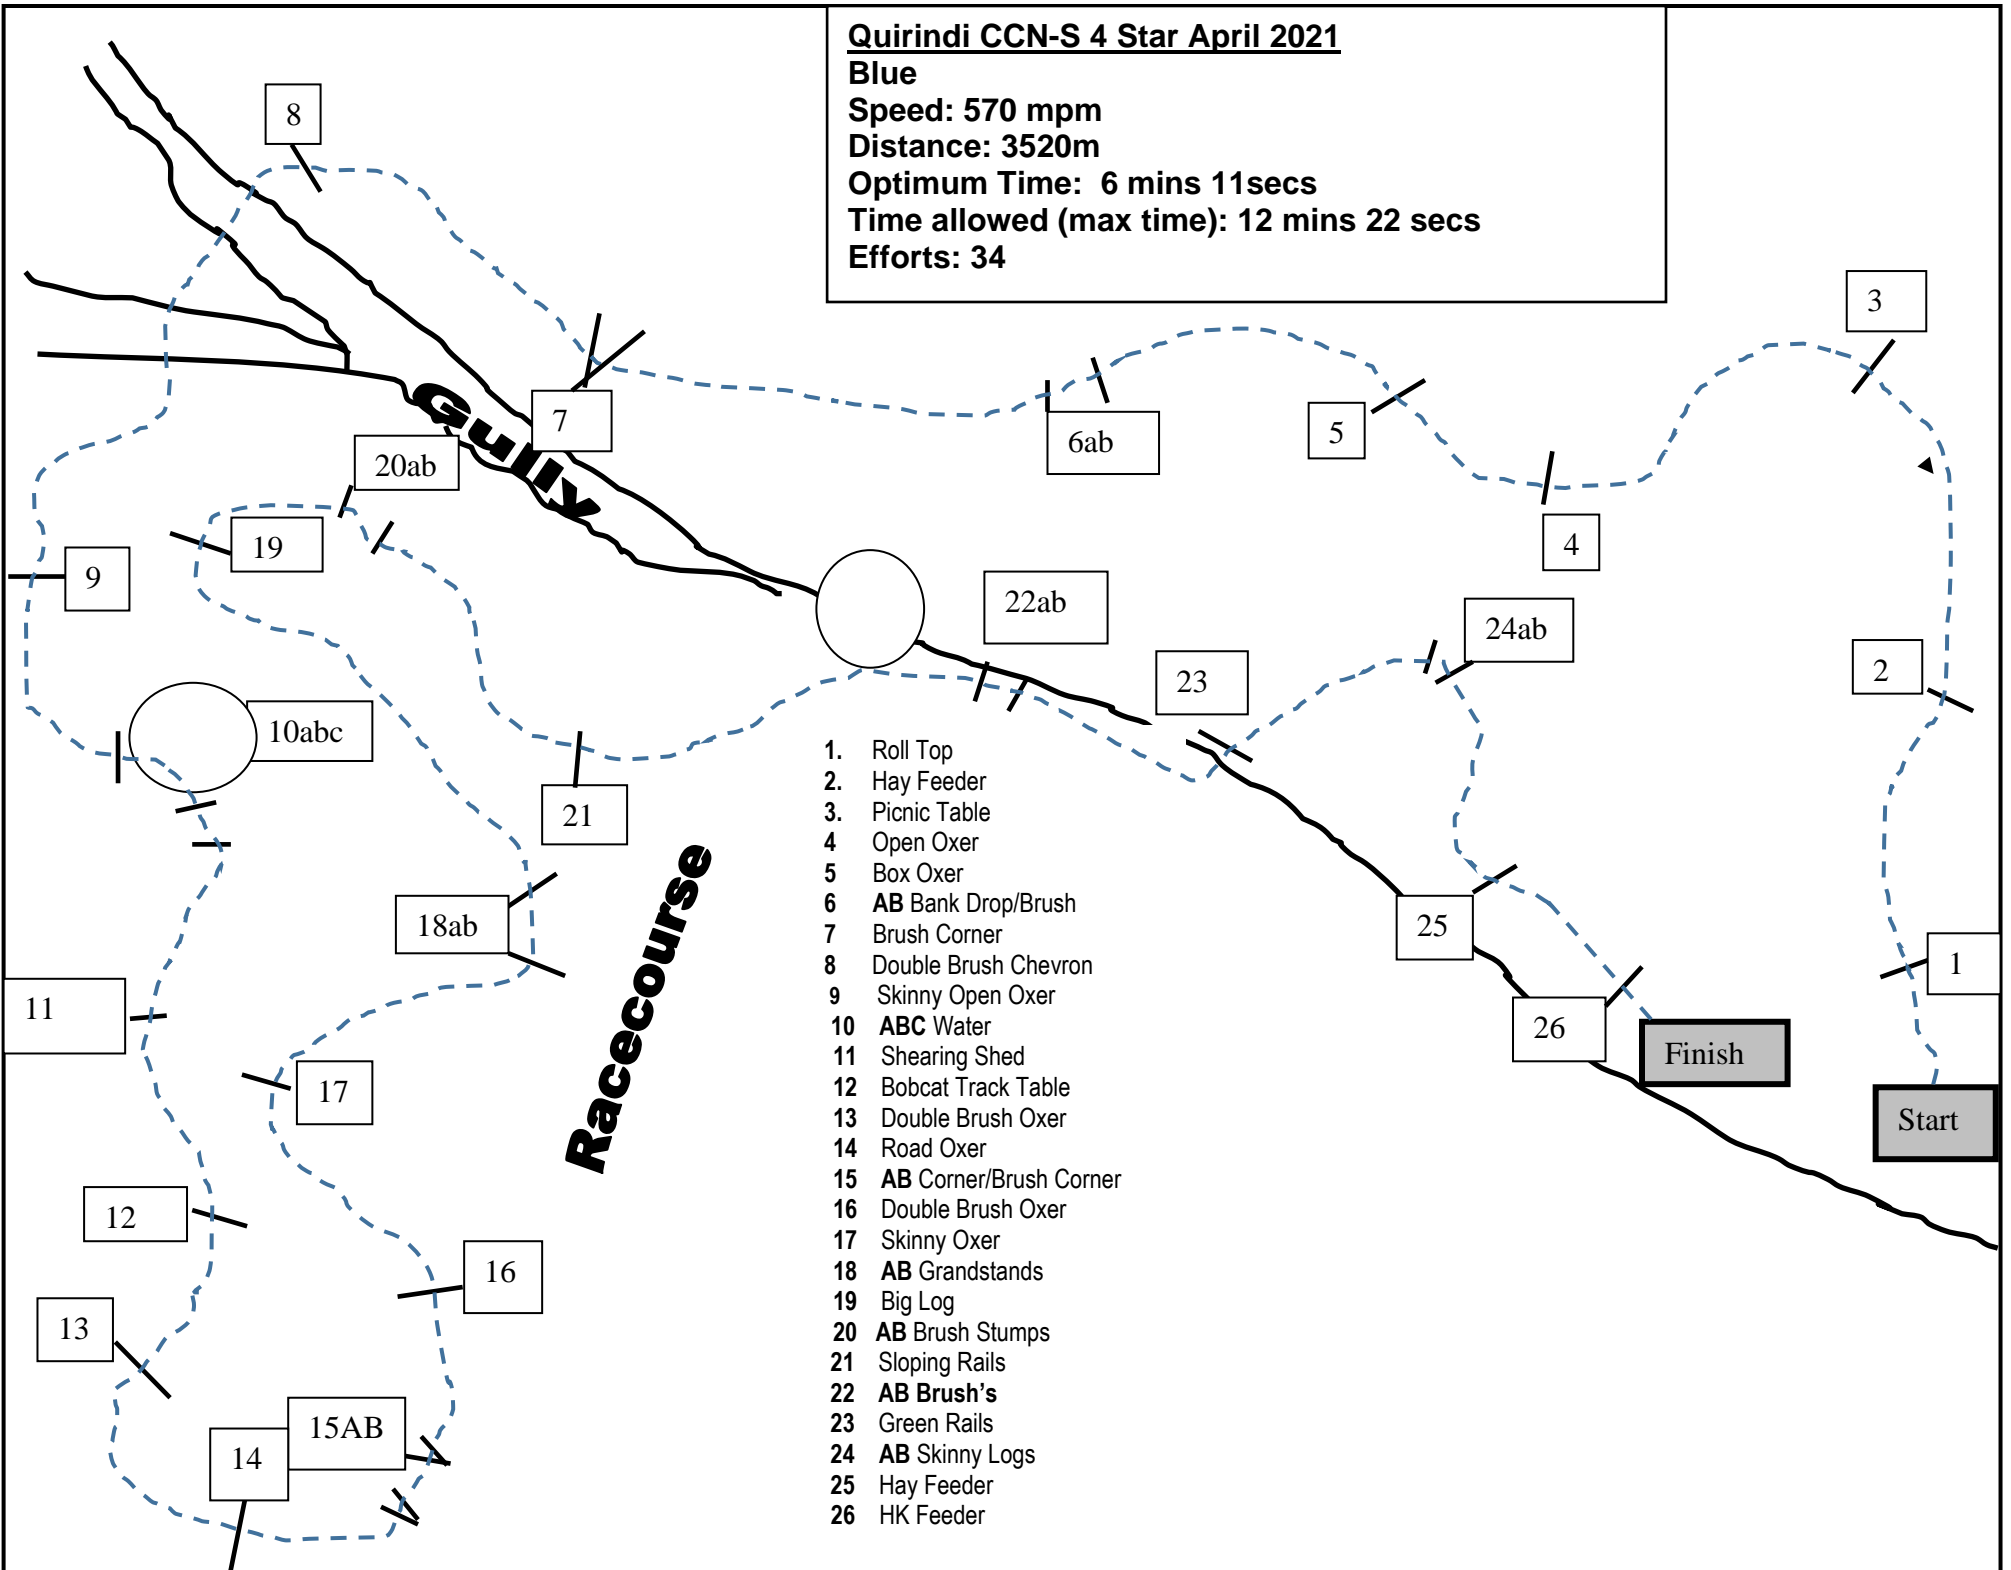 Quirindi CCN-S 4 Star April 2021
Blue
Speed: 570 mpm
Distance: 3520m
Optimum Time:  6 mins 11secs
Time allowed (max time): 12 mins 22 secs
Efforts: 34
8
3
7
6ab
5
4
Gully
20ab
19
9
22ab
24ab
23
2
10abc
21
18ab
25
1
11
17
26
Finish
Start
Racecourse
12
16
13
15AB
14
1. Roll Top
2. Hay Feeder
3. Picnic Table
4 Open Oxer
5 Box Oxer
6 AB Bank Drop/Brush
7 Brush Corner
8 Double Brush Chevron
9 Skinny Open Oxer
10 ABC Water
11 Shearing Shed
12 Bobcat Track Table
13 Double Brush Oxer
14 Road Oxer
15 AB Corner/Brush Corner
16 Double Brush Oxer
17 Skinny Oxer
18 AB Grandstands
19 Big Log
20 AB Brush Stumps
21 Sloping Rails
22 AB Brush's
23 Green Rails
24 AB Skinny Logs
25 Hay Feeder
26 HK Feeder